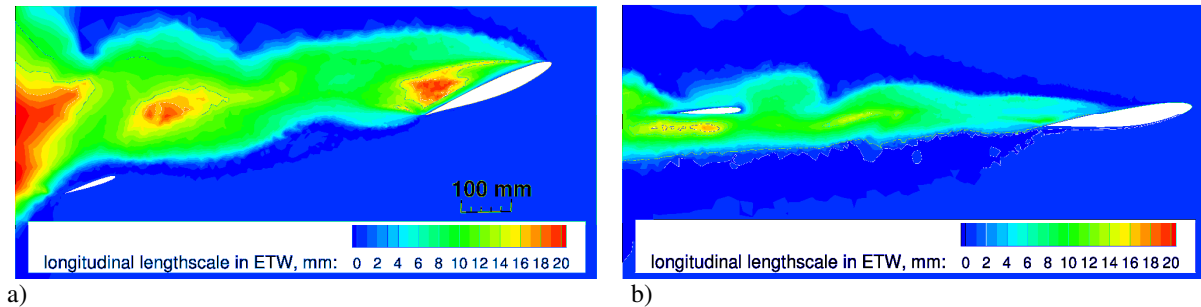 100 mm
longitudinal lengthscale in ETW, mm: 0 2 4 6 8 10 12 14 16 18 20
longitudinal lengthscale in ETW, mm: 0 2 4 6 8 10 12 14 16 18 20
a)
b)